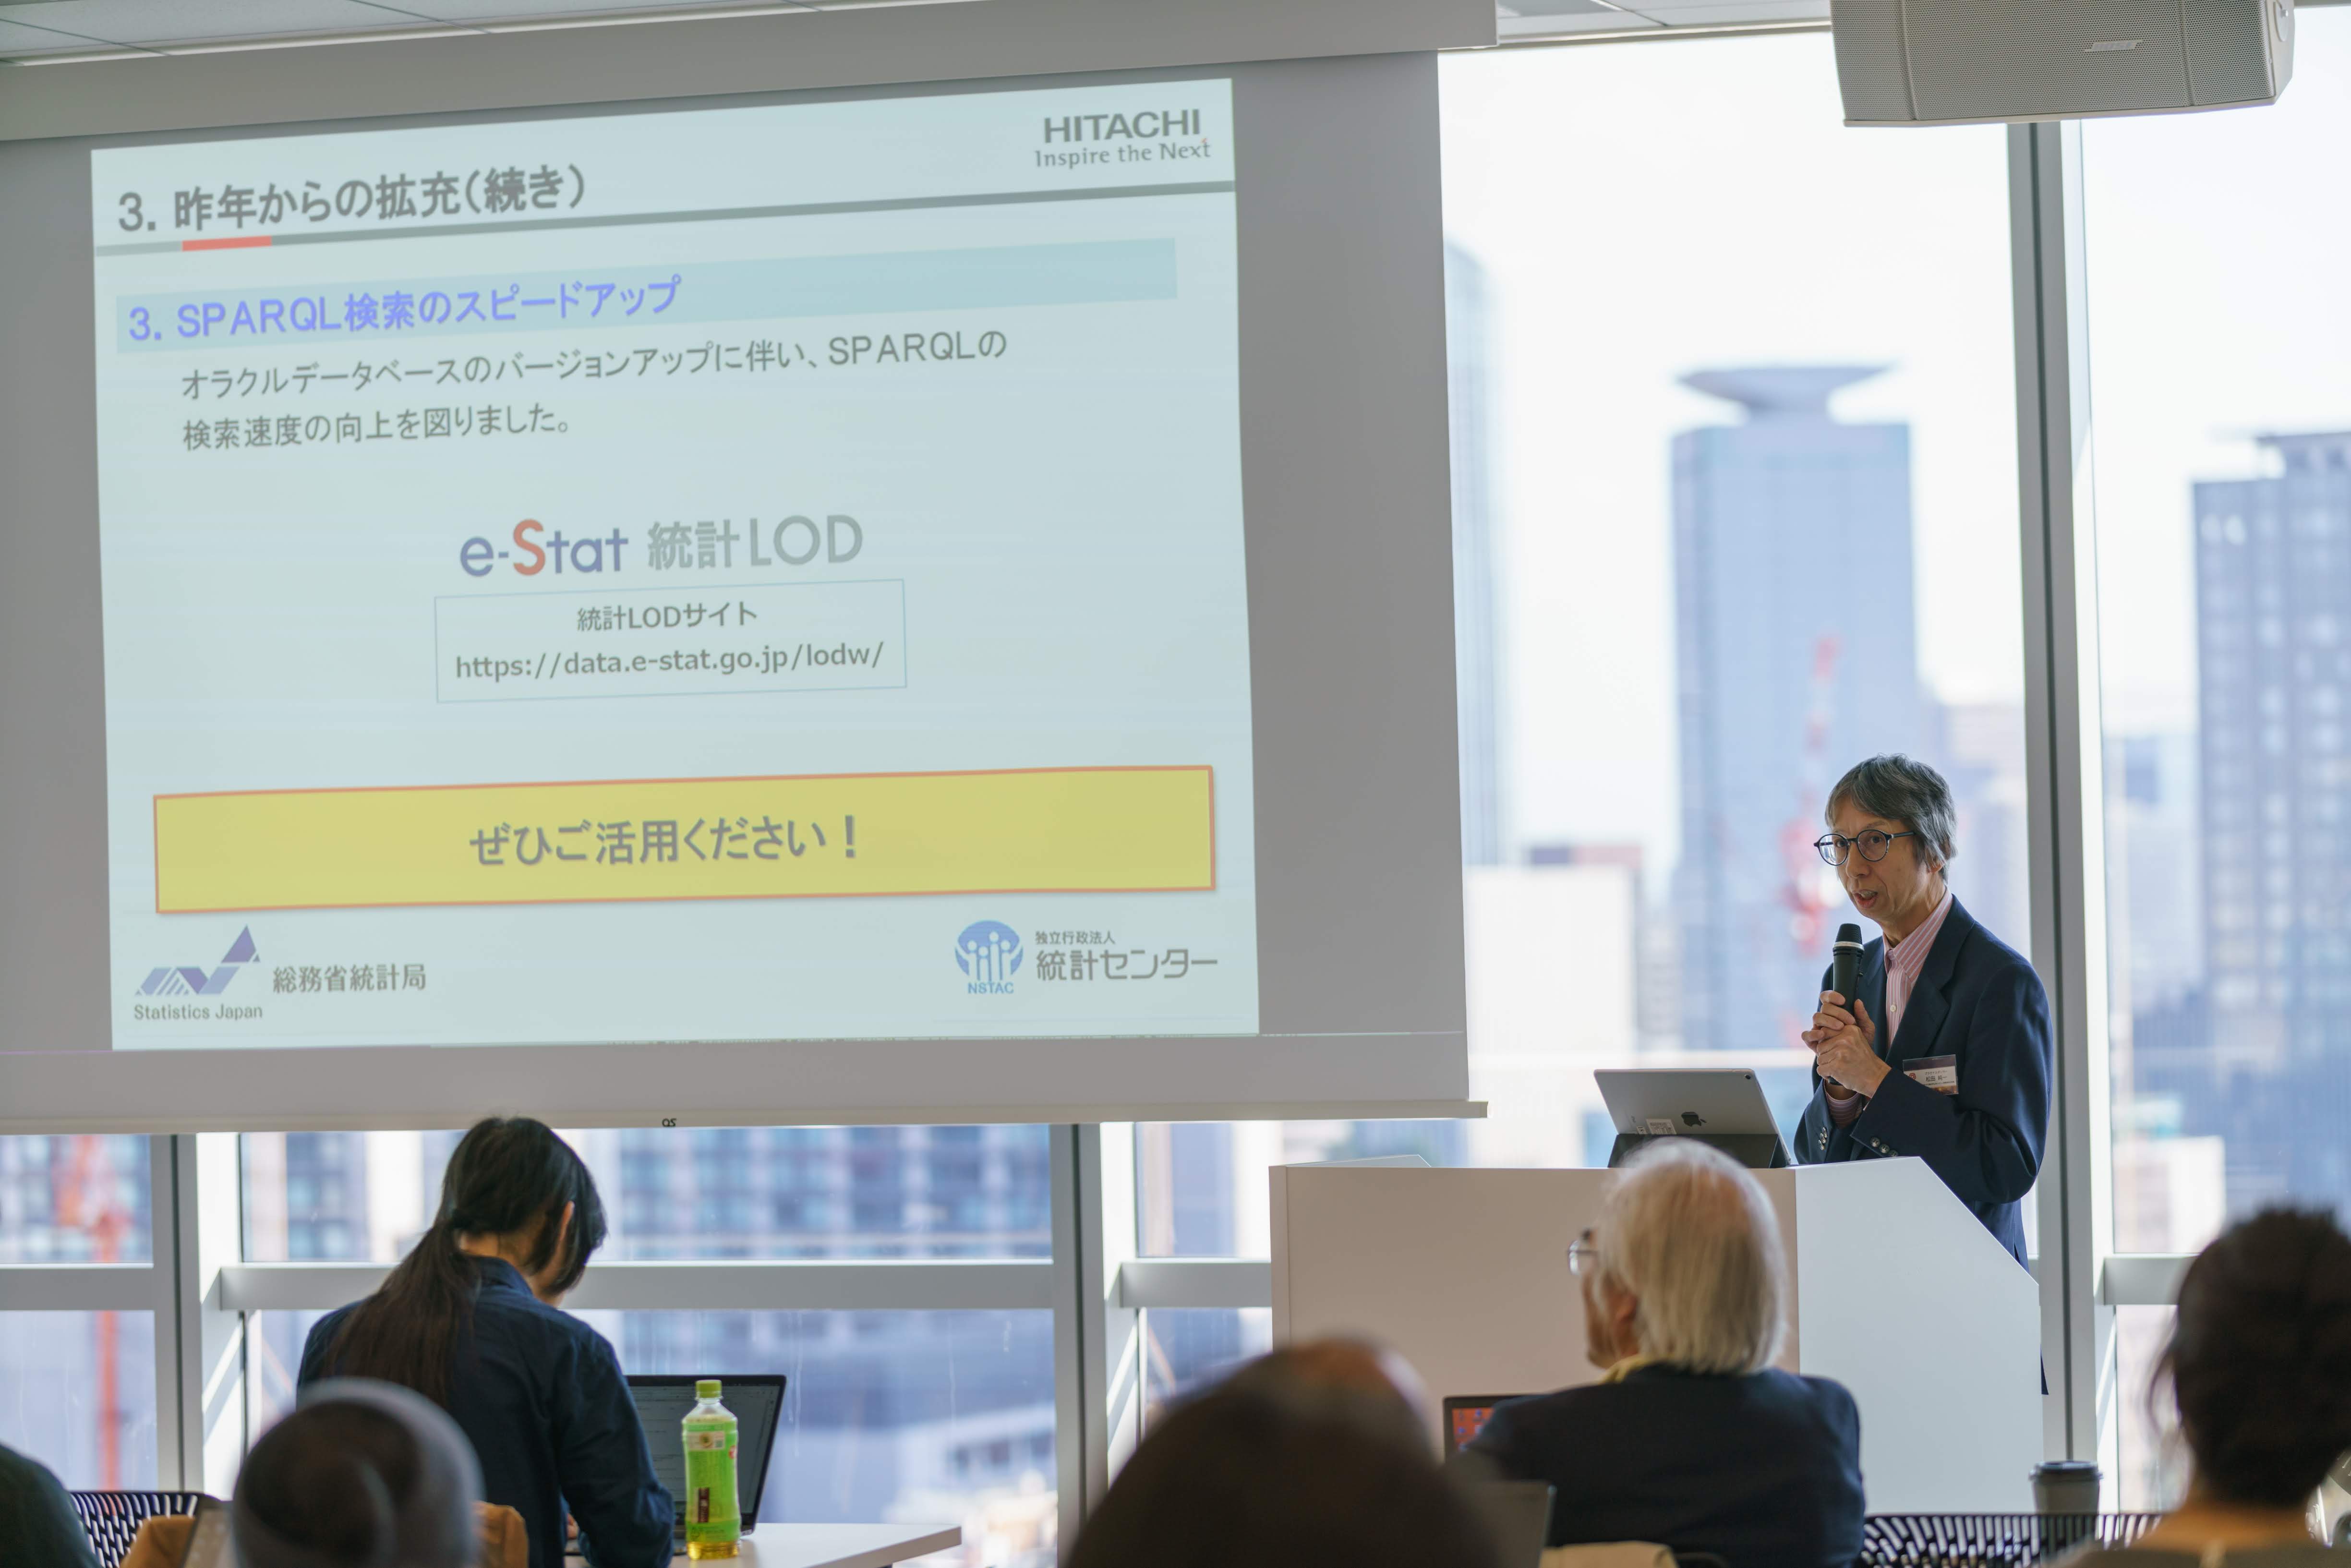 HITACHI
Inspire the Next
3. 昨年からの拡充(続き)
3. SPARQL検索のスピードアップ
オラクルデータベースのバージョンアップに伴い、SPARQLの
検索速度の向上を図りました。
e-Stat 統計LOD
統計LODサイト
https://data.e-stat.go.jp/lodw/
ぜひご活用ください！
Statistics Japan
総務省統計局
NSTAC
独立行政法人
統計センター
BOSE